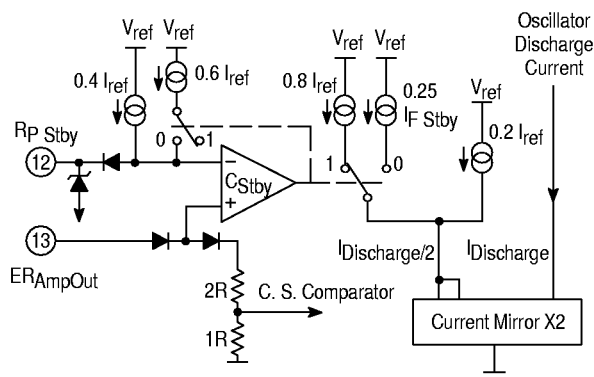 Vref
Vref
Vref Vref
Oscillator
Discharge
Current
0.4 Iref
0.6 Iref
0.8 Iref
0.25
IF Stby
Vref
0.2 Iref
RP Stby
12
0
1
1
0
−
CStby
+
13
ERAmpOut
IDischarge/2
IDischarge
2R
C. S. Comparator
1R
Current Mirror X2